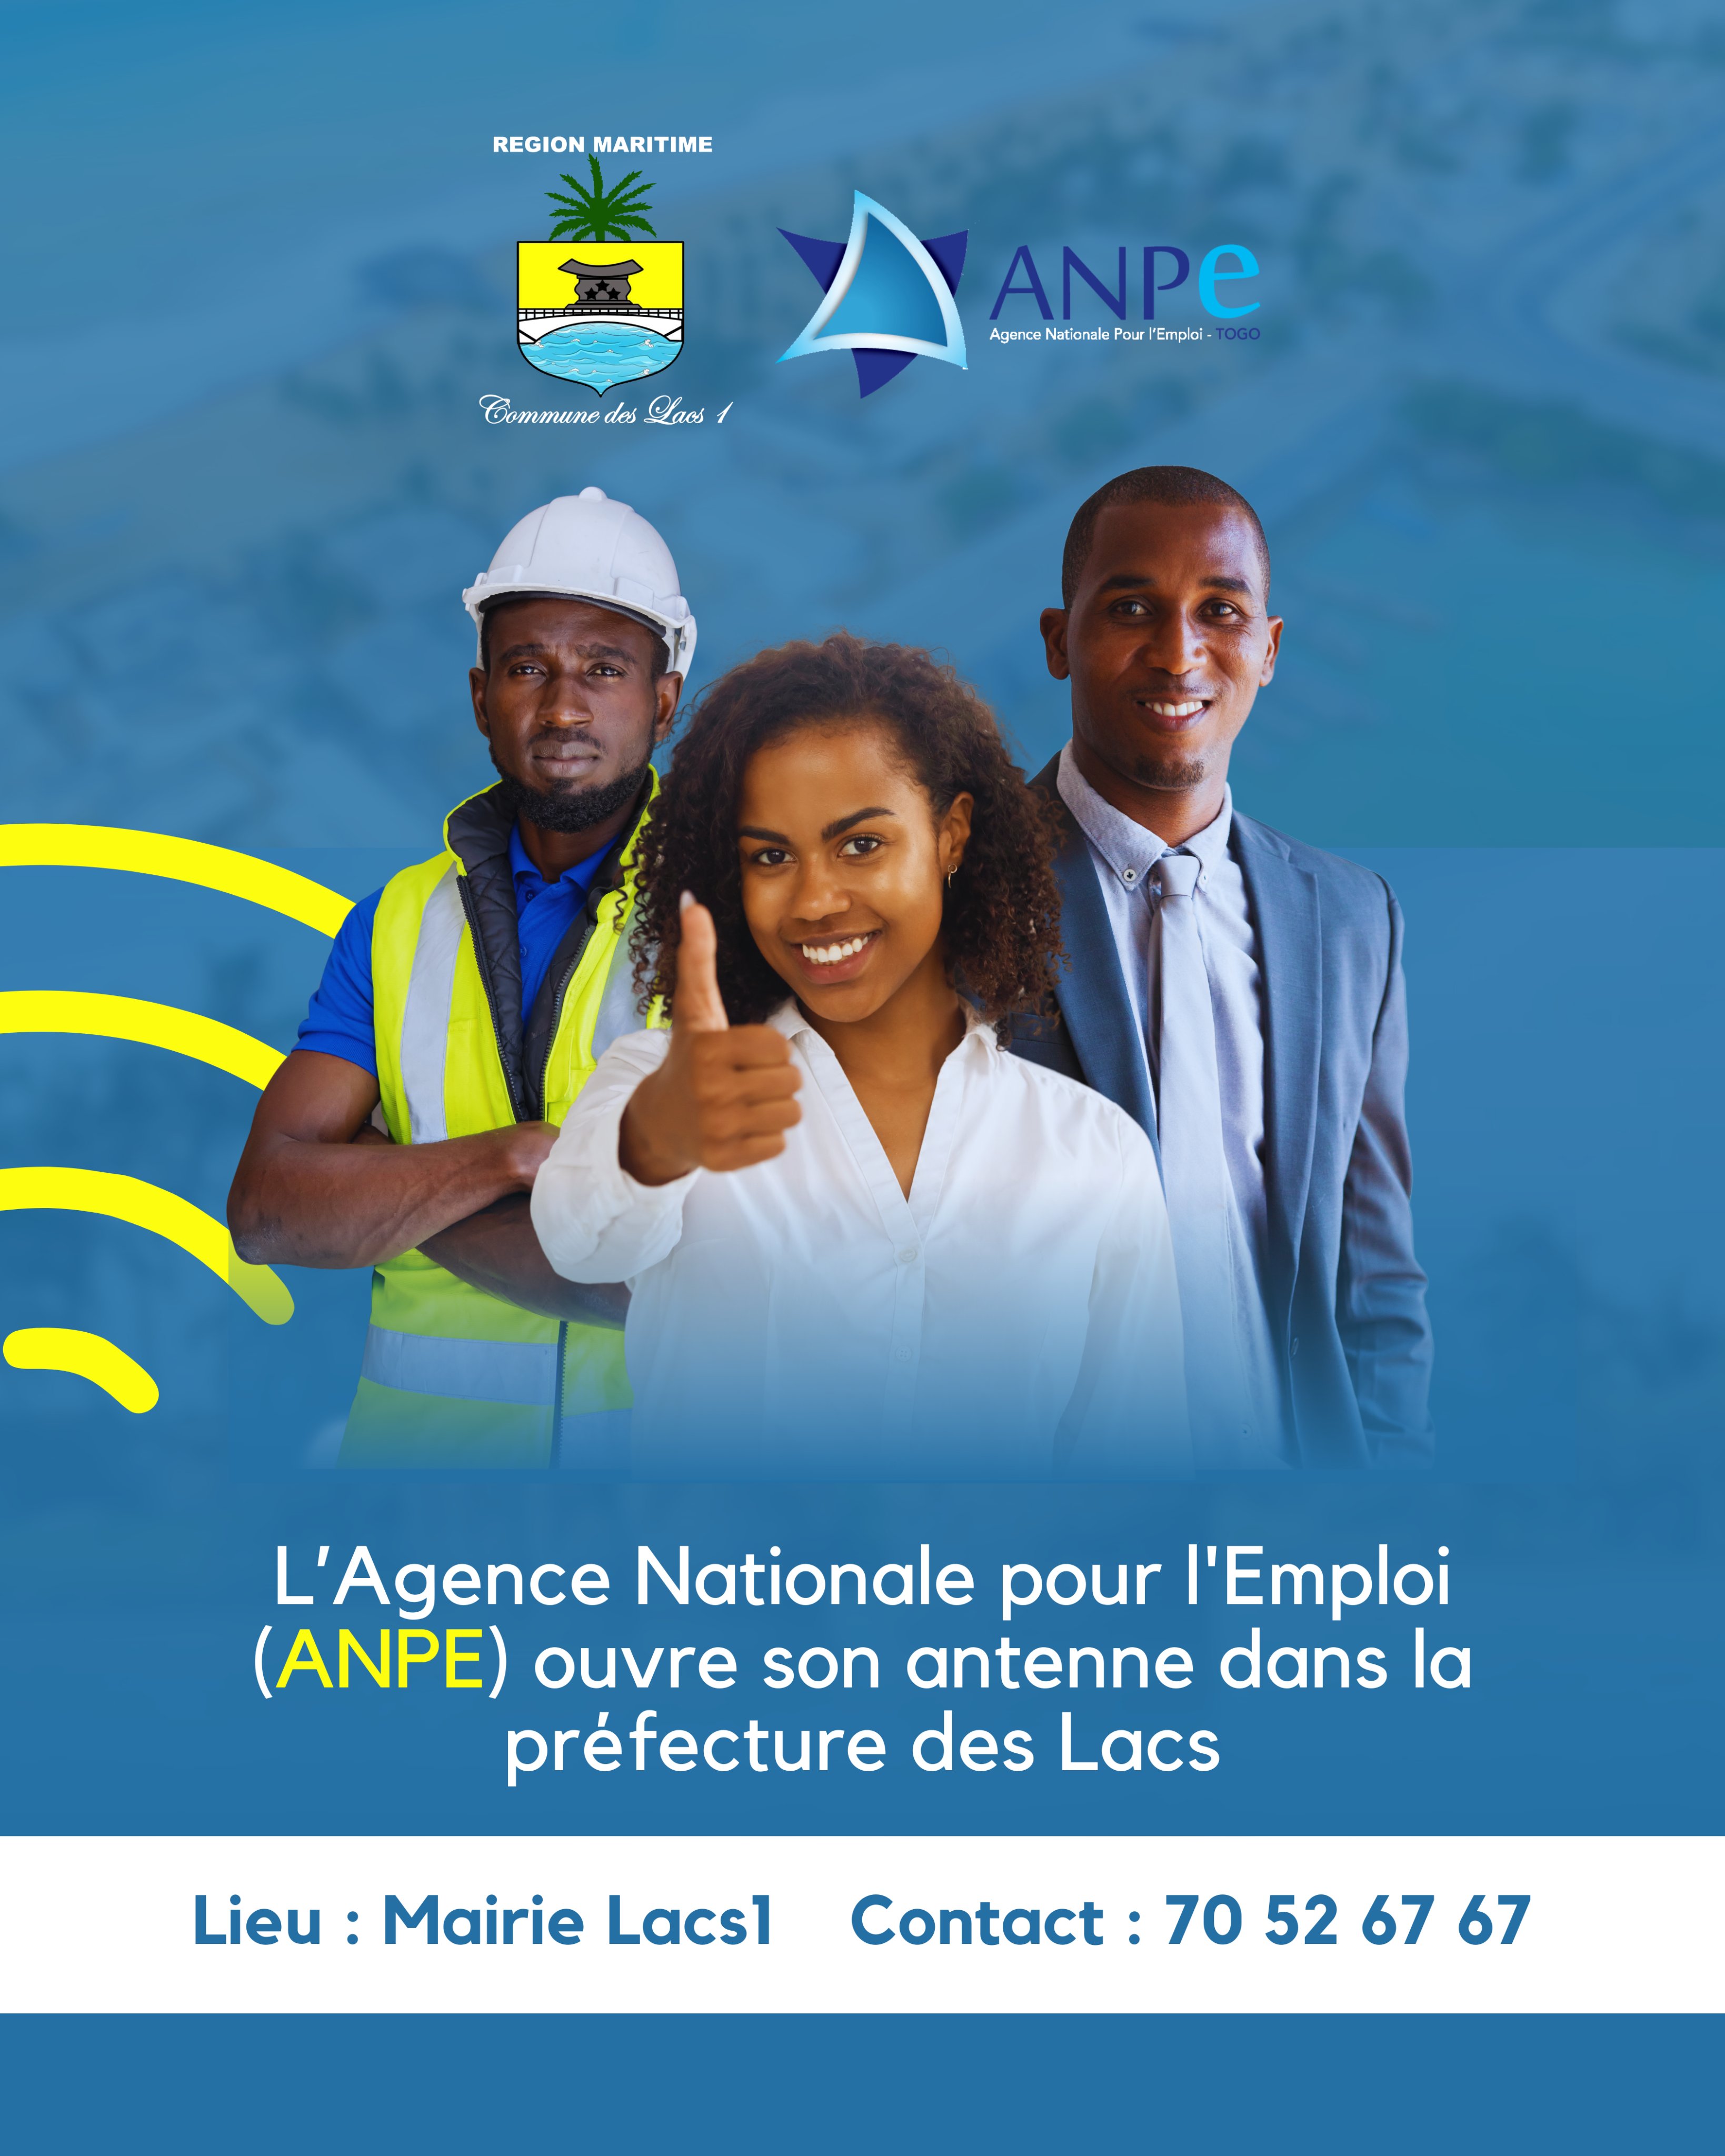 REGION MARITIME
Commune des Lacs 1
ANPe
Agence Nationale Pour l'Emploi - TOGO
L’Agence Nationale pour l'Emploi
(ANPE) ouvre son antenne dans la
préfecture des Lacs
Lieu : Mairie Lacs1 Contact : 70 52 67 67